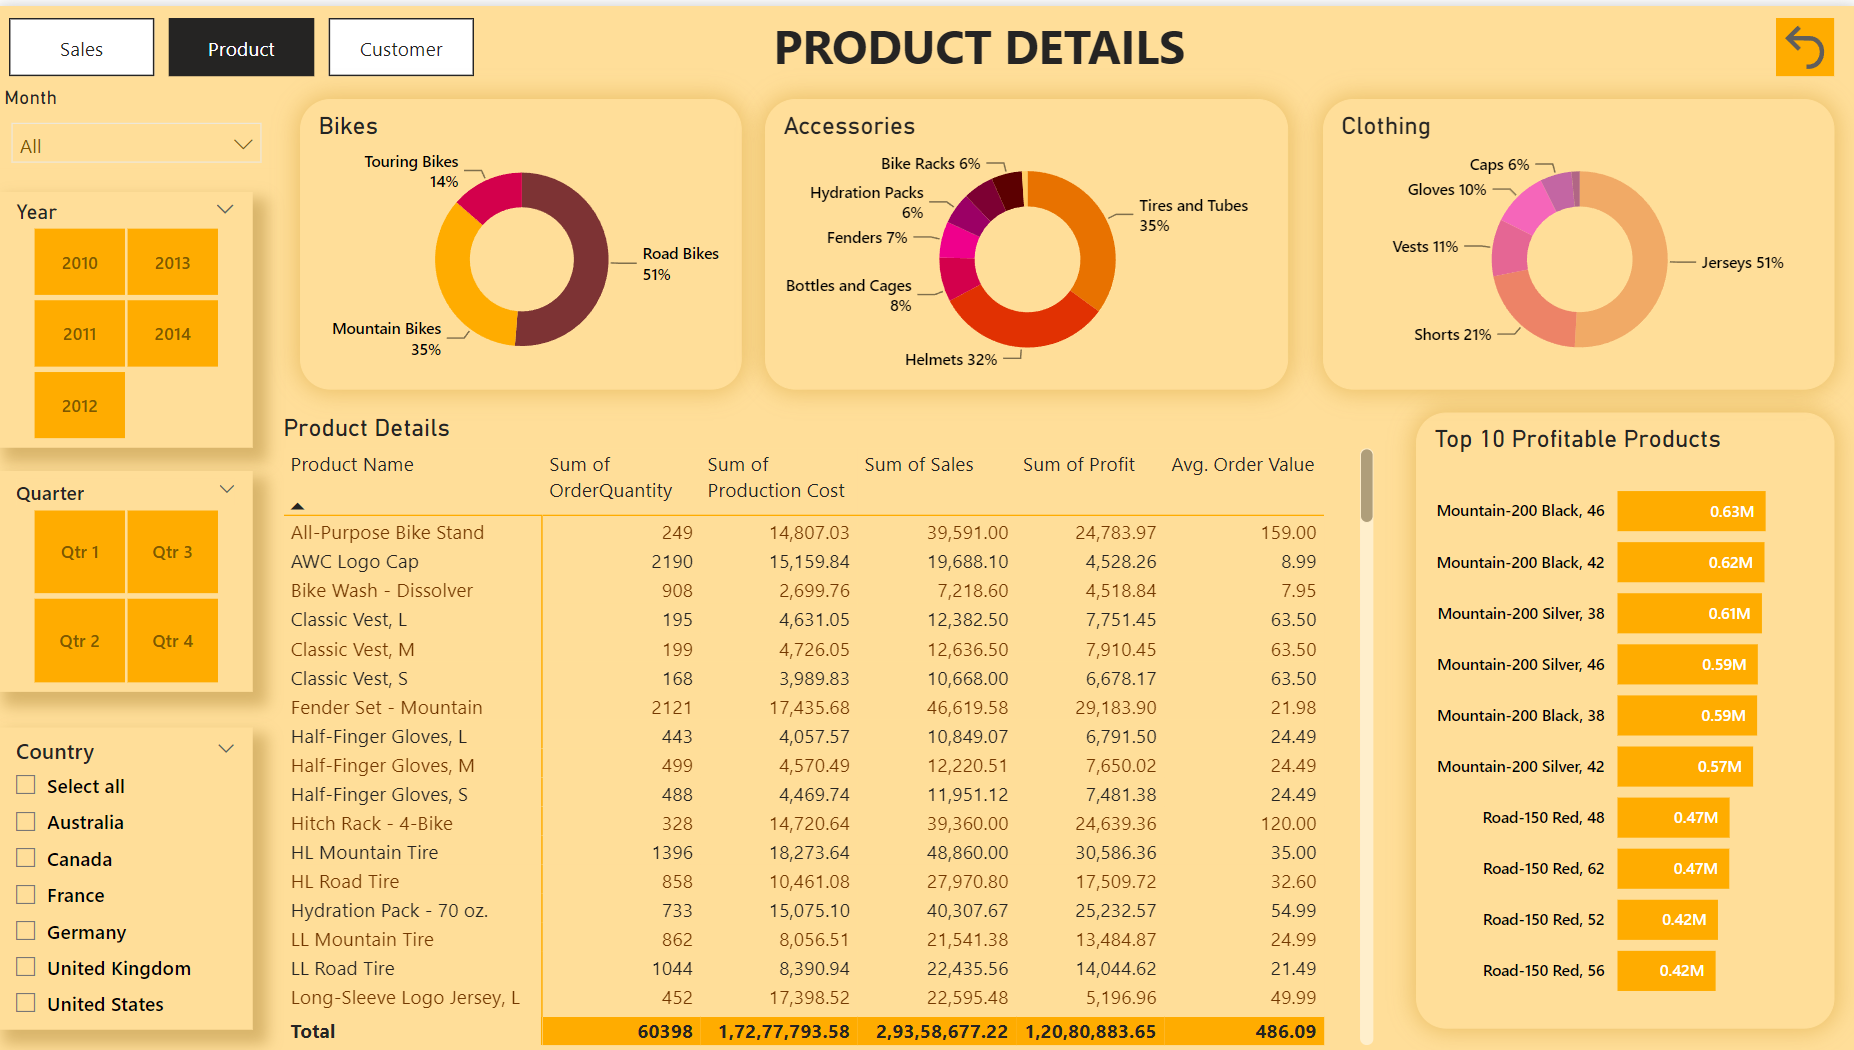 Sales
Product
Customer
PRODUCT DETAILS
Month
All
Year
2010
2013
2011
2014
2012
Quarter
Qtr 1
Qtr 3
Qtr 2
Qtr 4
Country
Select all
Australia
Canada
France
Germany
United Kingdom
United States
Bikes
Touring Bikes
14%
Road Bikes
51%
Mountain Bikes
35%
Accessories
Bike Racks 6%
Hydration Packs
6%
Fenders 7%
Bottles and Cages
8%
Helmets 32%
Tires and Tubes
35%
Clothing
Caps 6%
Gloves 10%
Vests 11%
Shorts 21%
Jerseys 51%
Product Details
Product Name
Sum of
OrderQuantity
Sum of
Production Cost
Sum of Sales
Sum of Profit
Avg. Order Value
All-Purpose Bike Stand 249 14,807.03 39,591.00 24,783.97 159.00
AWC Logo Cap 2190 15,159.84 19,688.10 4,528.26 8.99
Bike Wash - Dissolver 908 2,699.76 7,218.60 4,518.84 7.95
Classic Vest, L 195 4,631.05 12,382.50 7,751.45 63.50
Classic Vest, M 199 4,726.05 12,636.50 7,910.45 63.50
Classic Vest, S 168 3,989.83 10,668.00 6,678.17 63.50
Fender Set - Mountain 2121 17,435.68 46,619.58 29,183.90 21.98
Half-Finger Gloves, L 443 4,057.57 10,849.07 6,791.50 24.49
Half-Finger Gloves, M 499 4,570.49 12,220.51 7,650.02 24.49
Half-Finger Gloves, S 488 4,469.74 11,951.12 7,481.38 24.49
Hitch Rack - 4-Bike 328 14,720.64 39,360.00 24,639.36 120.00
HL Mountain Tire 1396 18,273.64 48,860.00 30,586.36 35.00
HL Road Tire 858 10,461.08 27,970.80 17,509.72 32.60
Hydration Pack - 70 oz. 733 15,075.10 40,307.67 25,232.57 54.99
LL Mountain Tire 862 8,056.51 21,541.38 13,484.87 24.99
LL Road Tire 1044 8,390.94 22,435.56 14,044.62 21.49
Long-Sleeve Logo Jersey, L 452 17,398.52 22,595.48 5,196.96 49.99
Total 60398 1,72,77,793.58 2,93,58,677.22 1,20,80,883.65 486.09
Top 10 Profitable Products
Mountain-200 Black, 46 0.63M
Mountain-200 Black, 42 0.62M
Mountain-200 Silver, 38 0.61M
Mountain-200 Silver, 46 0.59M
Mountain-200 Black, 38 0.59M
Mountain-200 Silver, 42 0.57M
Road-150 Red, 48 0.47M
Road-150 Red, 62 0.47M
Road-150 Red, 52 0.42M
Road-150 Red, 56 0.42M